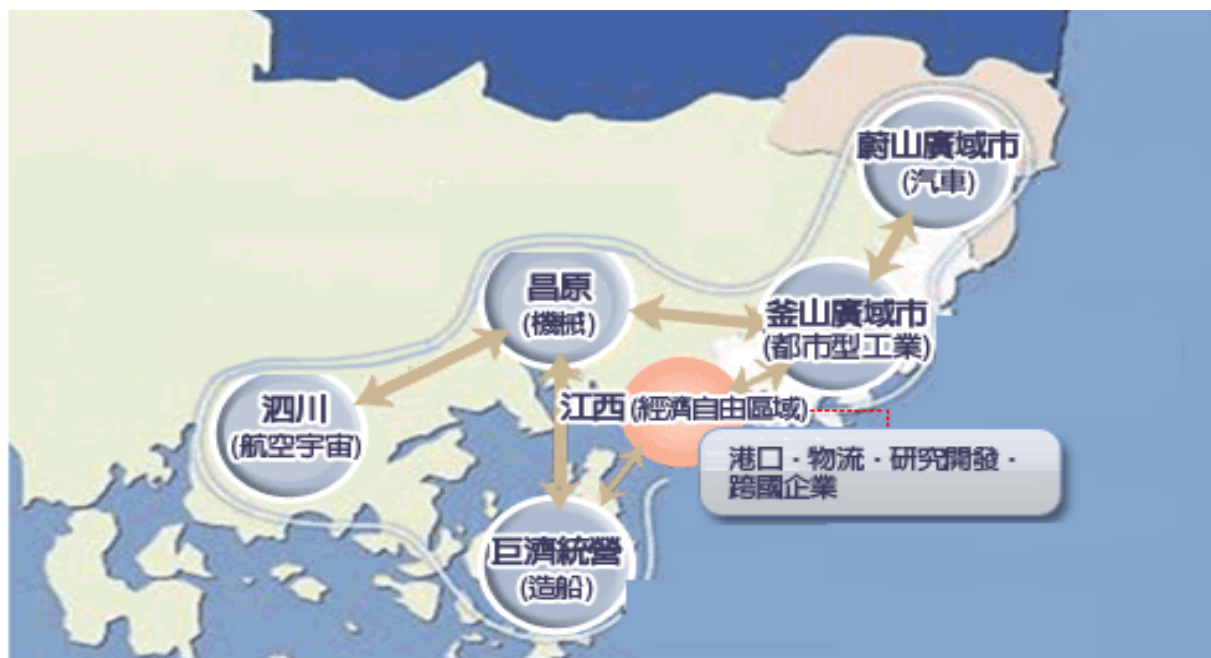 蔚山廣域市
(汽車)
昌原
(機械)
釜山廣域市
(都市型工業)
泗川
(航空宇宙)
江西(經濟自由區域)
港口·物流·研究開發·
跨國企業
巨濟統營
(造船)